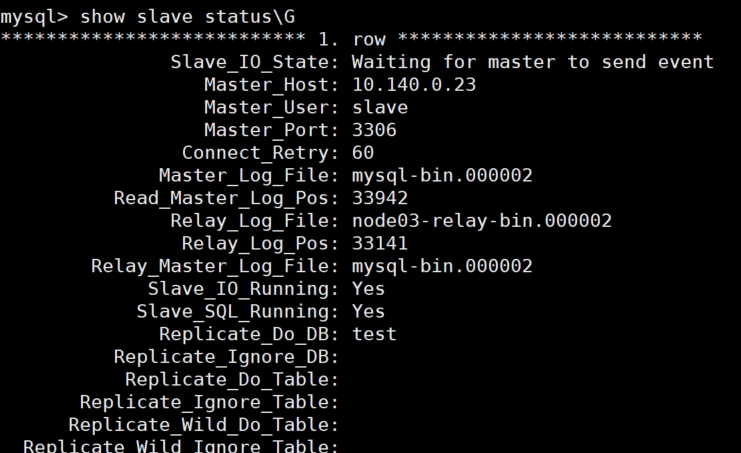 mysql> show slave status\G
*************************** 1. row ***************************
Slave_IO_State: Waiting for master to send event
Master_Host: 10.140.0.23
Master_User: slave
Master_Port: 3306
Connect_Retry: 60
Master_Log_File: mysql-bin.000002
Read_Master_Log_Pos: 33942
Relay_Log_File: node03-relay-bin.000002
Relay_Log_Pos: 33141
Relay_Master_Log_File: mysql-bin.000002
Slave_IO_Running: Yes
Slave_SQL_Running: Yes
Replicate_Do_DB: test
Replicate_Ignore_DB:
Replicate_Do_Table:
Replicate_Ignore_Table:
Replicate_Wild_Do_Table:
Replicate_Wild_Ignore_Table: